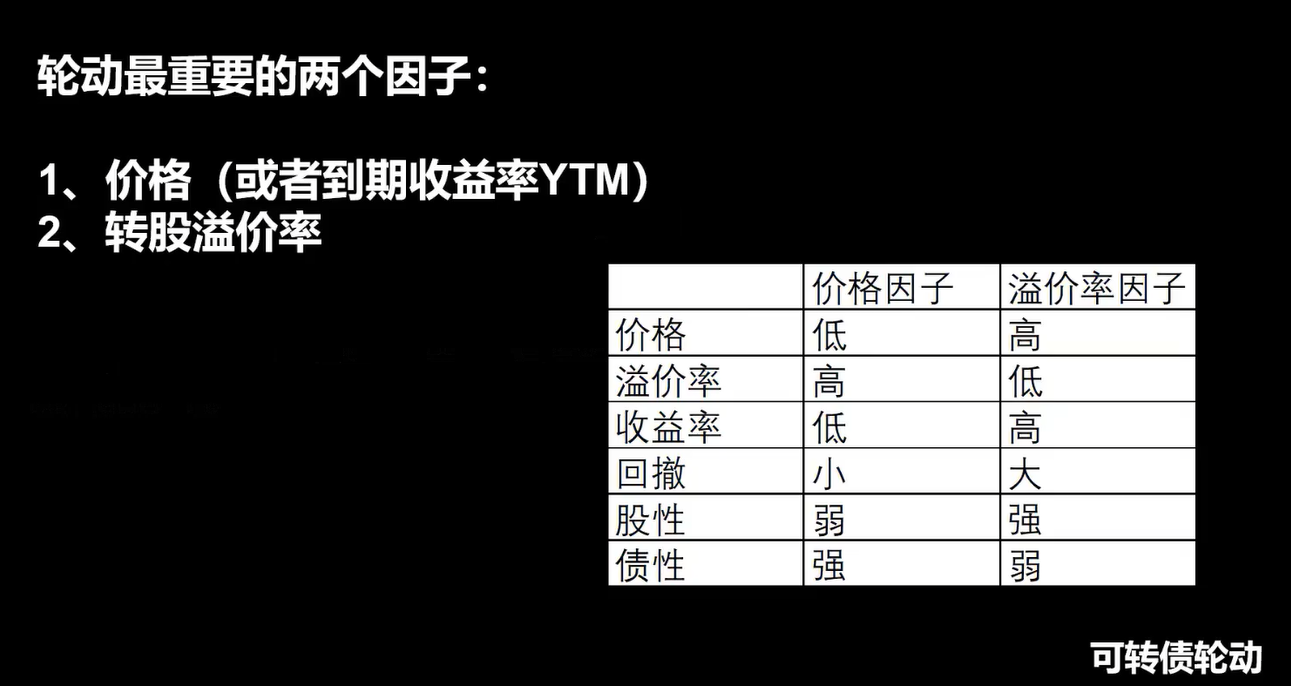 轮动最重要的两个因子：
1、价格（或者到期收益率YTM）
2、转股溢价率
价格因子 溢价率因子
价格 低 高
溢价率 高 低
收益率 低 高
回撤 小 大
股性 弱 强
债性 强 弱
可转债轮动